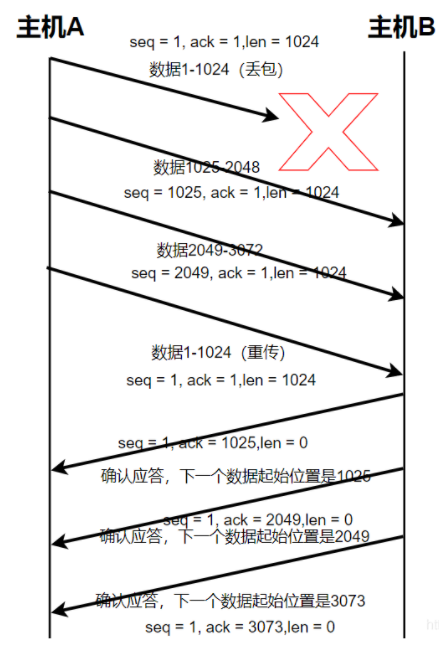 主机A
主机B
seq = 1, ack = 1,len = 1024
数据1-1024（丢包）
数据1025-2048
seq = 1025, ack = 1,len = 1024
数据2049-3072
seq = 2049, ack = 1,len = 1024
数据1-1024（重传）
seq = 1, ack = 1,len = 1024
seq = 1, ack = 1025,len = 0
确认应答，下一个数据起始位置是1025
seq = 1, ack = 2049,len = 0
确认应答，下一个数据起始位置是2049
确认应答，下一个数据起始位置是3073
seq = 1, ack = 3073,len = 0